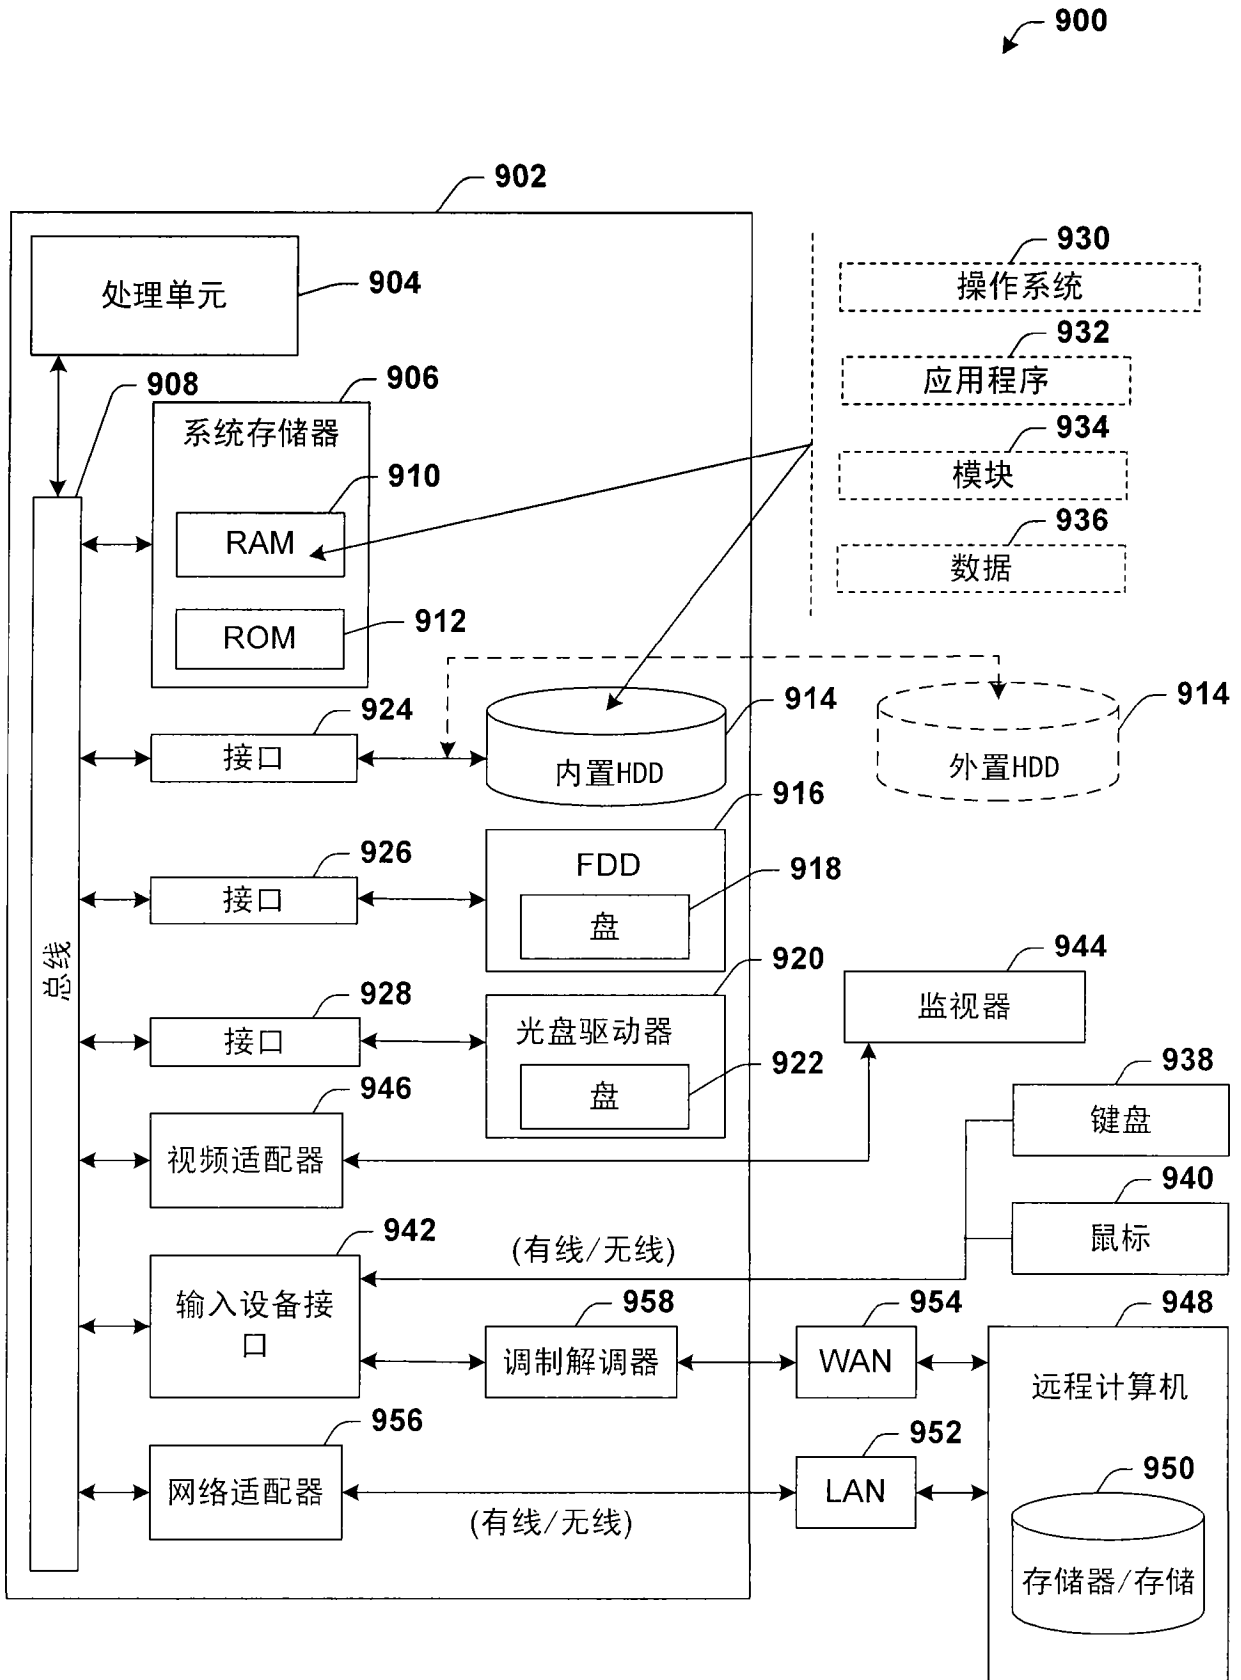 900
902
处理单元
904
908
906
系统存储器
910
RAM
912
ROM
930
操作系统
932
应用程序
934
模块
936
数据
924
接口
914
内置HDD
914
外置HDD
916
FDD
926
接口
918
盘
总线
920
光盘驱动器
928
接口
922
盘
944
监视器
946
视频适配器
938
键盘
940
鼠标
942
输入设备接
口
(有线/无线)
958
调制解调器
954
WAN
948
远程计算机
956
网络适配器
(有线/无线)
952
LAN
950
存储器/存储